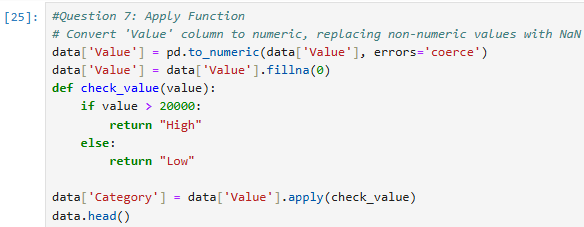 [25]: #Question 7: Apply Function
# Convert 'Value' column to numeric, replacing non-numeric values with NaN
data['Value'] = pd.to_numeric(data['Value'], errors='coerce')
data['Value'] = data['Value'].fillna(0)
def check_value(value):
    if value > 20000:
        return "High"
    else:
        return "Low"
data['Category'] = data['Value'].apply(check_value)
data.head()